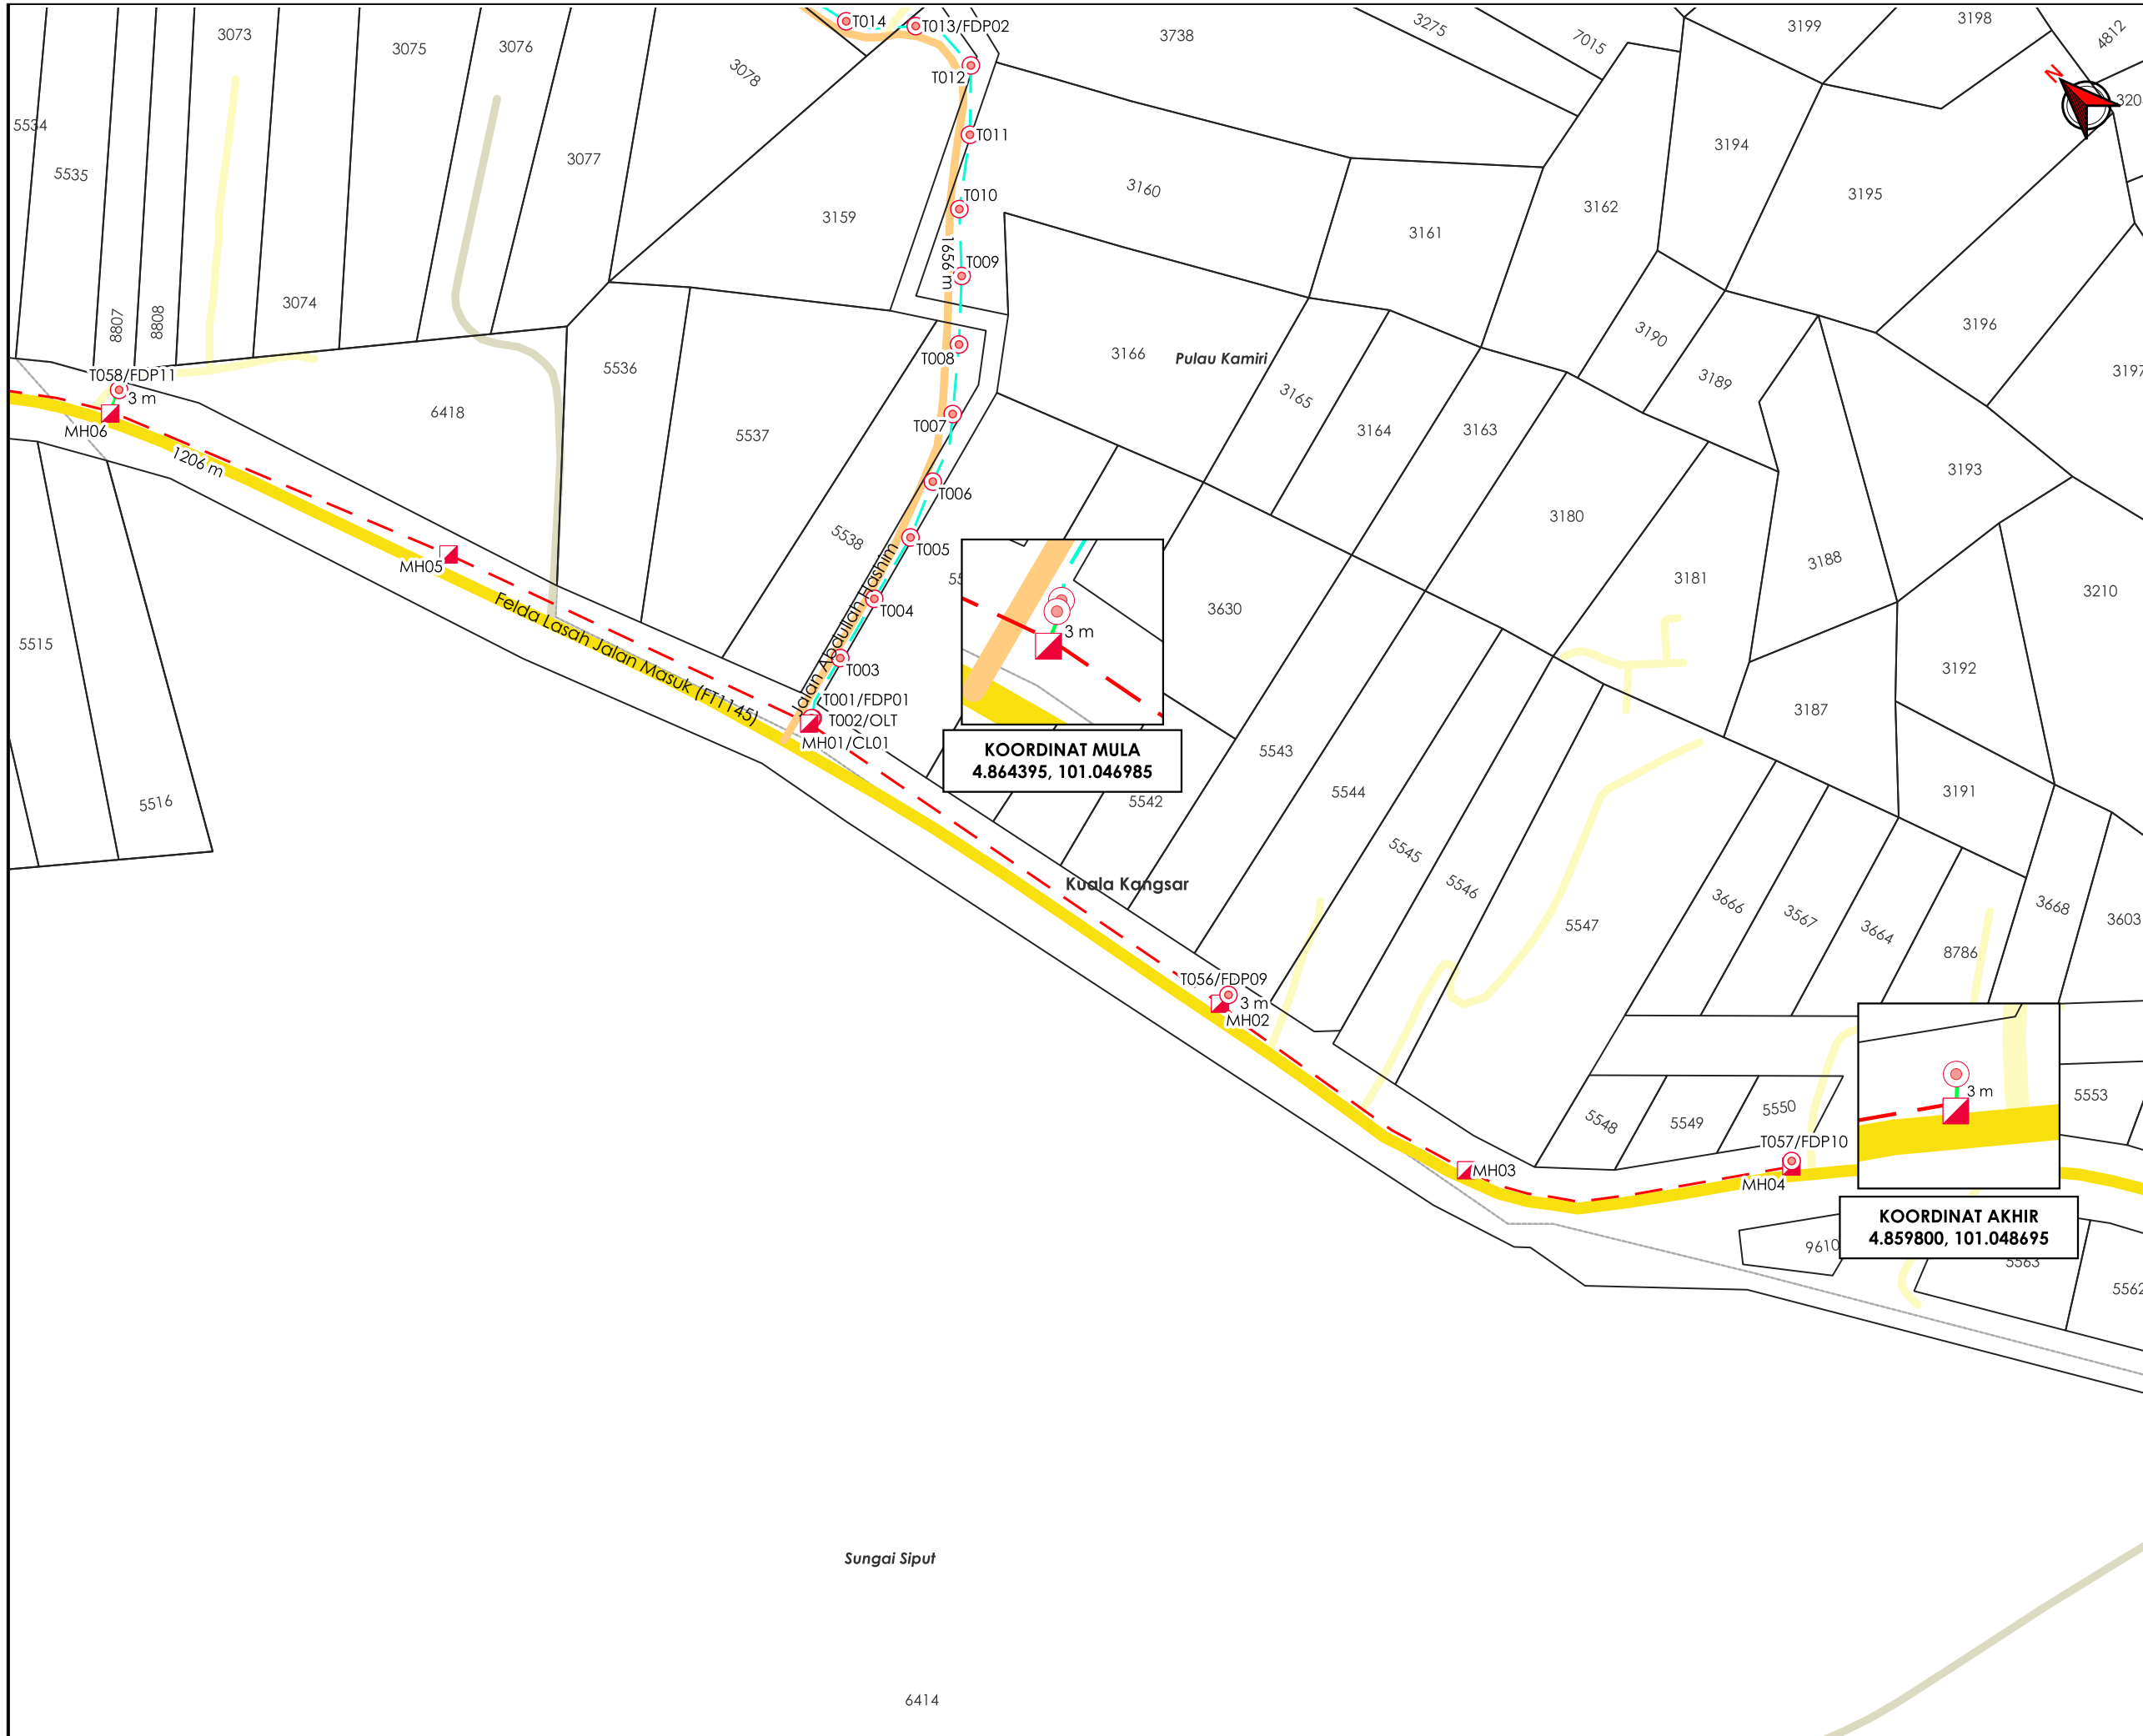 T014
T013/FDP02
3073
3075
3076
3078
3738
3275
7015
3199
3198
4812
N
T012
5534
5535
3077
T011
3194
3160
T010
3195
3159
3162
3161
1656 m
T009
8807
8808
3074
3196
3190
T008
3166
Pulau Kamiri
5536
3197
T058/FDP11
3 m
3189
3165
6418
T007
MH06
5537
3164
3163
1206 m
3193
T006
3180
5538
T005
3188
MH05
3181
3210
Felda Lasah Jalan Masuk (FT1145)
Jalan Abdullah Hashim
T004
3630
3 m
5515
T003
3192
T001/FDP01
T002/OLT
3187
MH01/CL01
KOORDINAT MULA
4.864395, 101.046985
5543
5544
3191
5516
5542
5545
Kuala Kangsar
5546
3666
3567
3664
3668
3603
5547
8786
T056/FDP09
3 m
MH02
3 m
5553
5548
5549
5550
T057/FDP10
MH03
MH04
KOORDINAT AKHIR
4.859800, 101.048695
9610
5563
5562
Sungai Siput
6414